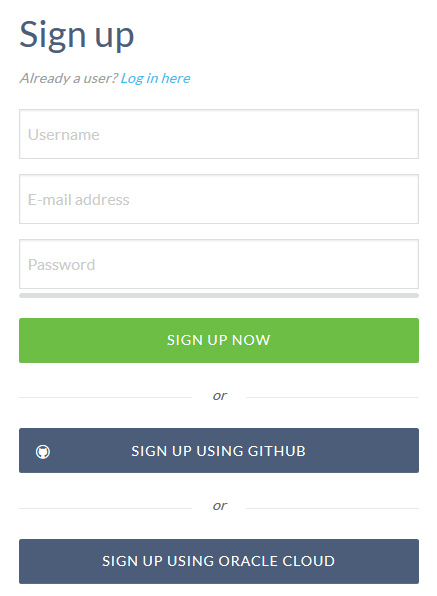 Sign up
Already a user? Log in here
Username
E-mail address
Password
SIGN UP NOW
or
SIGN UP USING GITHUB
or
SIGN UP USING ORACLE CLOUD